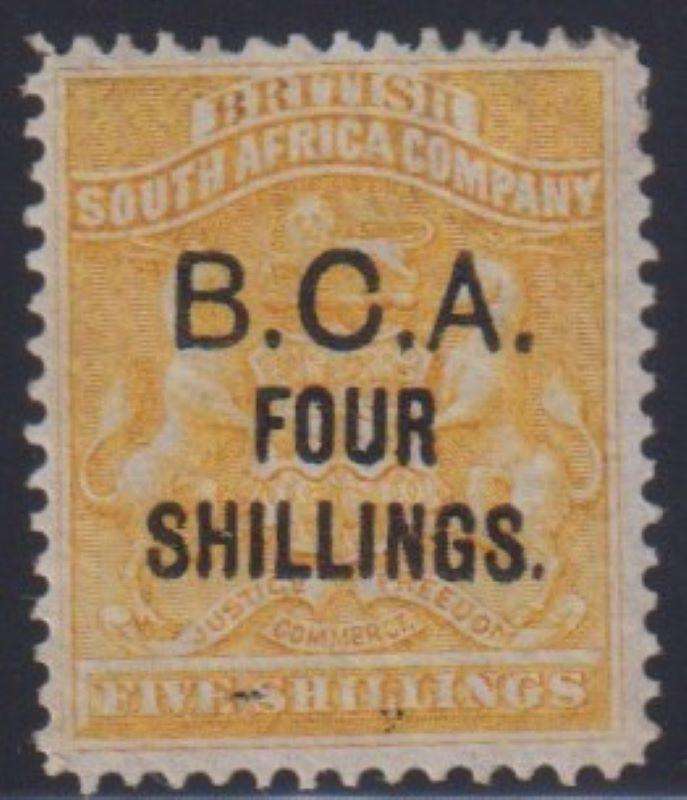 BRITISH
SOUTH AFRICA COMPANY
B.C.A.
FOUR
SHILLINGS.
JUSTICE FREEDOM
COMMERCE
FIVE SHILLINGS